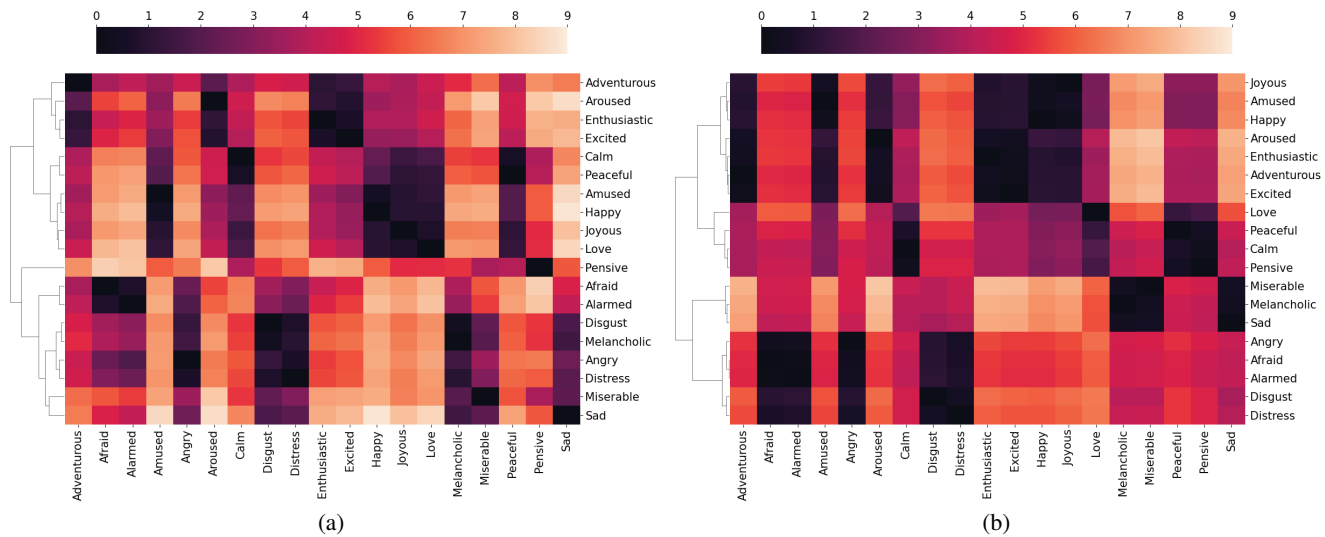 0 1 2 3 4 5 6 7 8 9
Adventurous
Aroused
Enthusiastic
Excited
Calm
Peaceful
Amused
Happy
Joyous
Love
Pensive
Afraid
Alarmed
Disgust
Melancholic
Angry
Distress
Miserable
Sad
Adventurous
Afraid
Alarmed
Amused
Angry
Aroused
Calm
Disgust
Distress
Enthusiastic
Excited
Happy
Joyous
Love
Melancholic
Miserable
Peaceful
Pensive
Sad
(a)
0 1 2 3 4 5 6 7 8 9
Joyous
Amused
Happy
Aroused
Enthusiastic
Adventurous
Excited
Love
Peaceful
Calm
Pensive
Miserable
Melancholic
Sad
Angry
Afraid
Alarmed
Disgust
Distress
Adventurous
Afraid
Alarmed
Amused
Angry
Aroused
Calm
Disgust
Distress
Enthusiastic
Excited
Happy
Joyous
Love
Melancholic
Miserable
Peaceful
Pensive
Sad
(b)